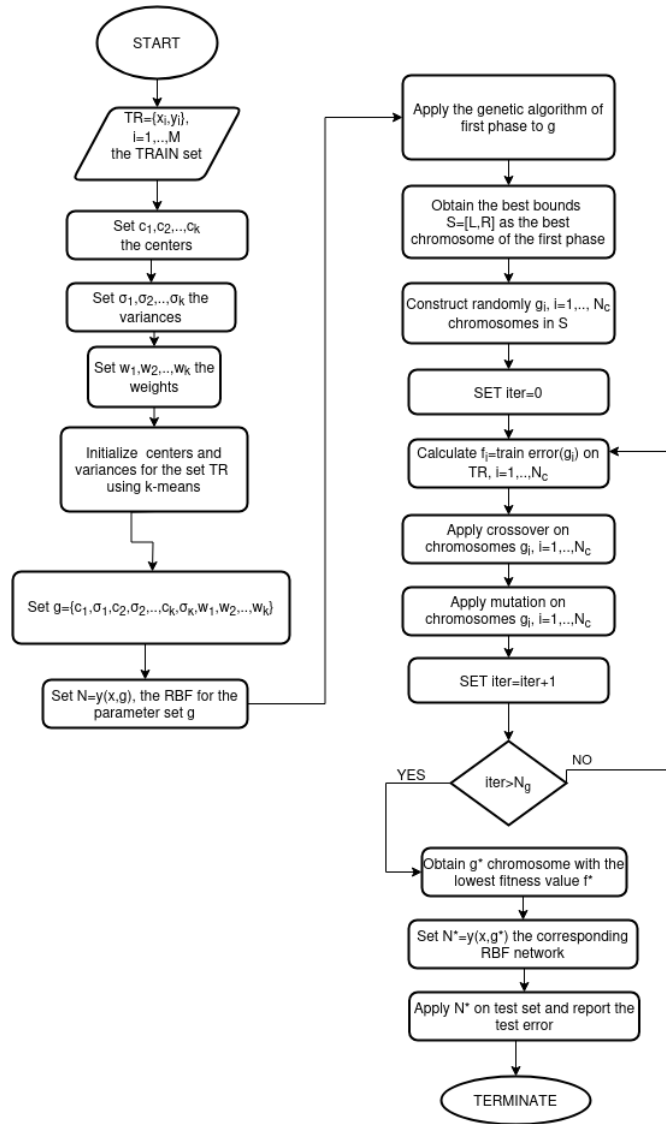 START
TR={xᵢ,yᵢ},
i=1,..,M
the TRAIN set
Set c₁,c₂,..,cₖ
the centers
Set σ₁,σ₂,..,σₖ the
variances
Set w₁,w₂,..,wₖ the
weights
Initialize centers and
variances for the set TR
using k-means
Set g={c₁,σ₁,c₂,σ₂,..,cₖ,σₖ,w₁,w₂,..,wₖ}
Set N=y(x,g), the RBF for the
parameter set g
Apply the genetic algorithm of
first phase to g
Obtain the best bounds
S=[L,R] as the best
chromosome of the first phase
Construct randomly gᵢ, i=1,.., N_c
chromosomes in S
SET iter=0
Calculate fᵢ=train error(gᵢ) on
TR, i=1,..,N_c
Apply crossover on
chromosomes gᵢ, i=1,..,N_c
Apply mutation on
chromosomes gᵢ, i=1,..,N_c
SET iter=iter+1
iter>N_g
YES
NO
Obtain g* chromosome with the
lowest fitness value f*
Set N*=y(x,g*) the corresponding
RBF network
Apply N* on test set and report the
test error
TERMINATE